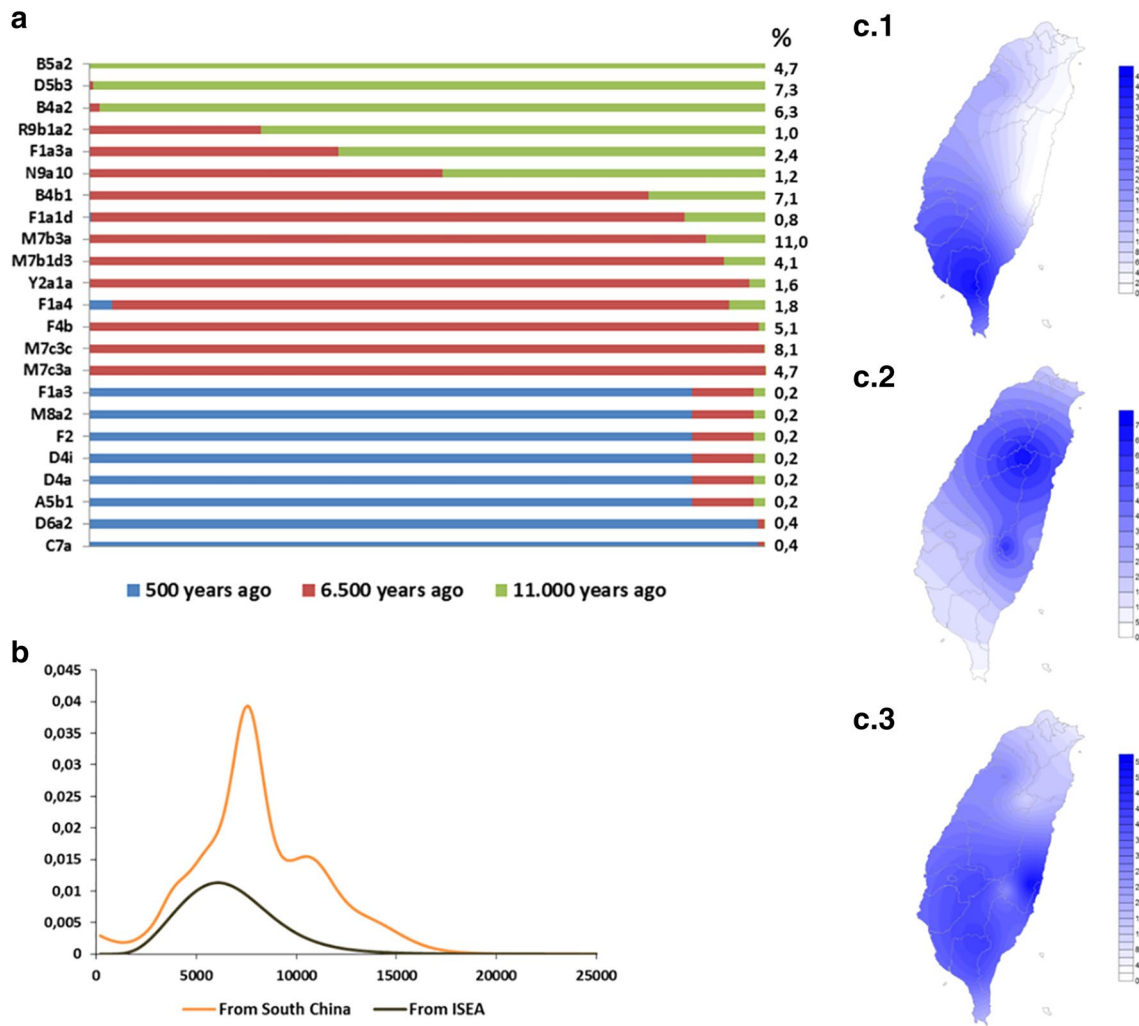 a
%
B5a2 4,7
D5b3 7,3
B4a2 6,3
R9b1a2 1,0
F1a3a 2,4
N9a10 1,2
B4b1 7,1
F1a1d 0,8
M7b3a 11,0
M7b1d3 4,1
Y2a1a 1,6
F1a4 1,8
F4b 5,1
M7c3c 8,1
M7c3a 4,7
F1a3 0,2
M8a2 0,2
F2 0,2
D4i 0,2
D4a 0,2
A5b1 0,2
D6a2 0,4
C7a 0,4
500 years ago 6.500 years ago 11.000 years ago
b
0,045
0,04
0,035
0,03
0,025
0,02
0,015
0,01
0,005
0
0 5000 10000 15000 20000 25000
From South China From ISEA
c.1
c.2
c.3